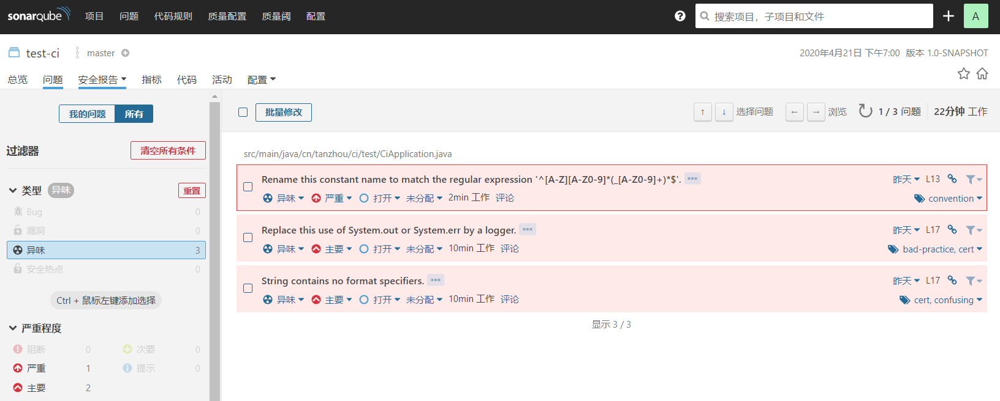 sonarqube 项目 问题 代码规则 质量配置 质量阈 配置 ? 搜索项目，子项目和文件 + A
test-ci master 2020年4月21日 下午7:00 版本 1.0-SNAPSHOT
总览 问题 安全报告 指标 代码 活动 配置
我的问题 所有
批量修改 ↑ ↓ 选择问题 ← → 浏览 1 / 3 问题 22分钟 工作
过滤器 清空所有条件
类型 异味 重置
Bug 0
漏洞 0
异味 3
安全热点 0
Ctrl + 鼠标左键添加选择
严重程度
阻断 0 次要 0
严重 1 提示 0
主要 2
src/main/java/cn/tanzhou/ci/test/CiApplication.java
Rename this constant name to match the regular expression '^[A-Z][A-Z0-9]*(_[A-Z0-9]+)*$'. 昨天 L13
异味 严重 打开 未分配 2min 工作 评论 convention
Replace this use of System.out or System.err by a logger. 昨天 L17
异味 主要 打开 未分配 10min 工作 评论 bad-practice, cert
String contains no format specifiers. 昨天 L17
异味 主要 打开 未分配 10min 工作 评论 cert, confusing
显示 3 / 3